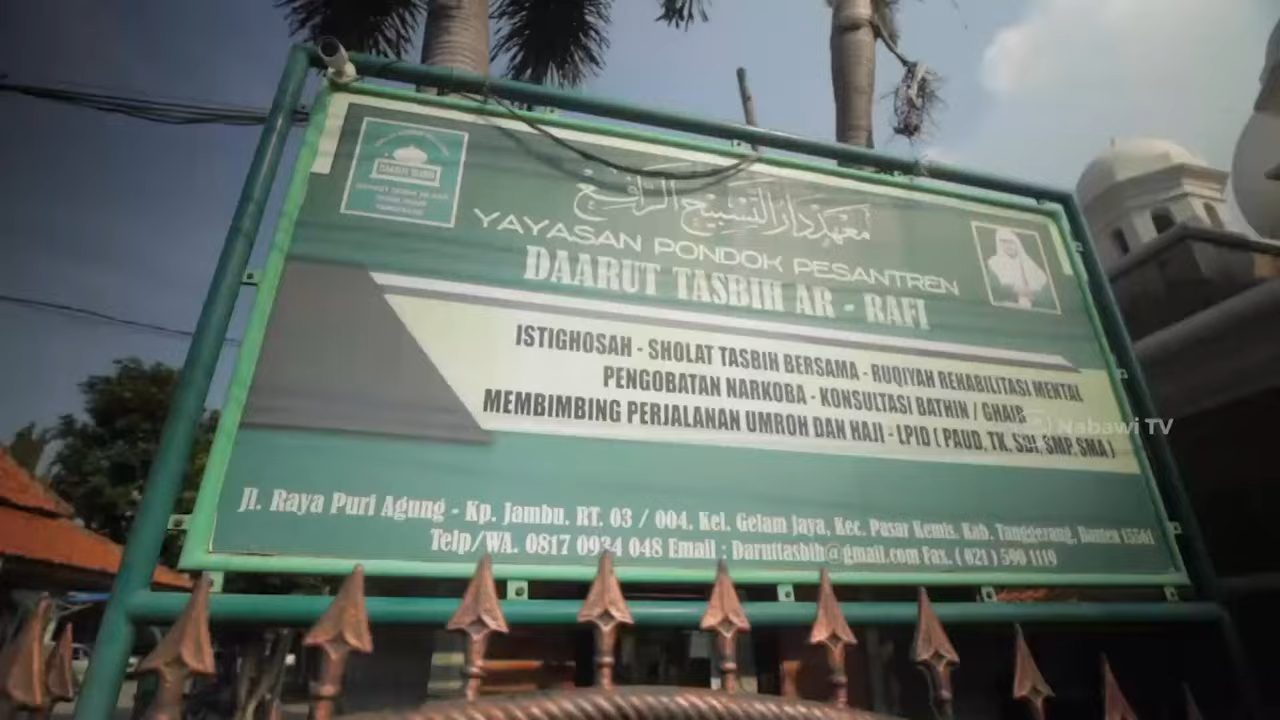 معهد دار التسبيح الرافع
YAYASAN PONDOK PESANTREN
DAARUT TASBIH AR - RAFI
ISTIGHOSAH - SHOLAT TASBIH BERSAMA - RUQIYAH REHABILITASI MENTAL
PENGOBATAN NARKOBA - KONSULTASI BATHIN / GHAIB
MEMBIMBING PERJALANAN UMROH DAN HAJI - LPID ( PAUD, TK, SDI, SMP, SMA )
Nabawi TV
Jl. Raya Puri Agung - Kp. Jambu. RT. 03 / 004. Kel. Gelam Jaya. Kec. Pasar Kemis. Kab. Tanggerang, Banten 15561
Telp/WA. 0817 0934 048 Email : Daruttasbih@gmail.com Fax. ( 021 ) 590 1119